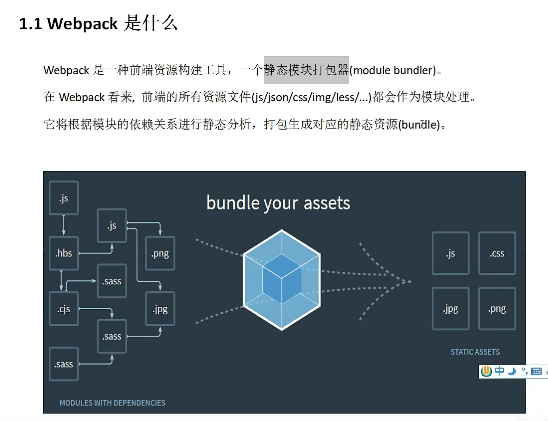 1.1 Webpack 是什么
Webpack 是一种前端资源构建工具，一个静态模块打包器(module bundler)。
在 Webpack 看来, 前端的所有资源文件(js/json/css/img/less/...)都会作为模块处理。
它将根据模块的依赖关系进行静态分析，打包生成对应的静态资源(bundle)。
bundle your assets
.js
.js
.hbs
.png
.sass
.cjs
.jpg
.sass
.sass
.js
.css
.jpg
.png
STATIC ASSETS
MODULES WITH DEPENDENCIES
中